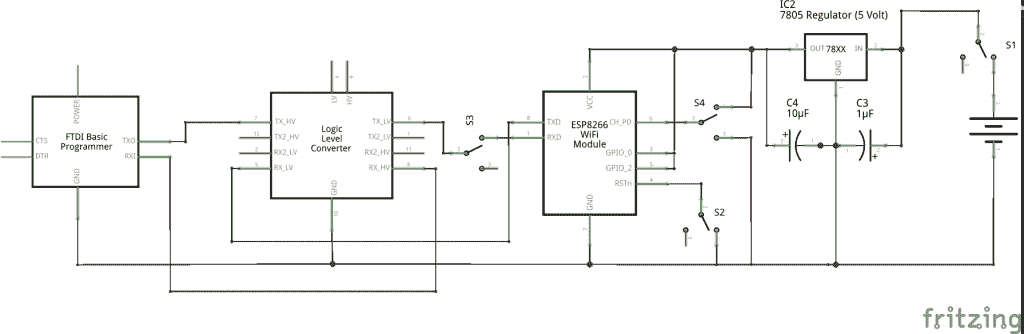 IC2
7805 Regulator (5 Volt)
OUT 78XX IN
GND
S1
C4
10µF
C3
1µF
FTDI Basic
Programmer
POWER
CTS
DTR
TXO
RXI
GND
Logic
Level
Converter
LV
HV
TX_HV
TX2_HV
RX2_LV
RX_LV
TX_LV
TX2_LV
RX2_HV
RX_HV
GND
S3
ESP8266
WiFi
Module
VCC
TXD
RXD
CH_PD
GPIO_0
GPIO_2
RSTn
GND
S4
S2
fritzing